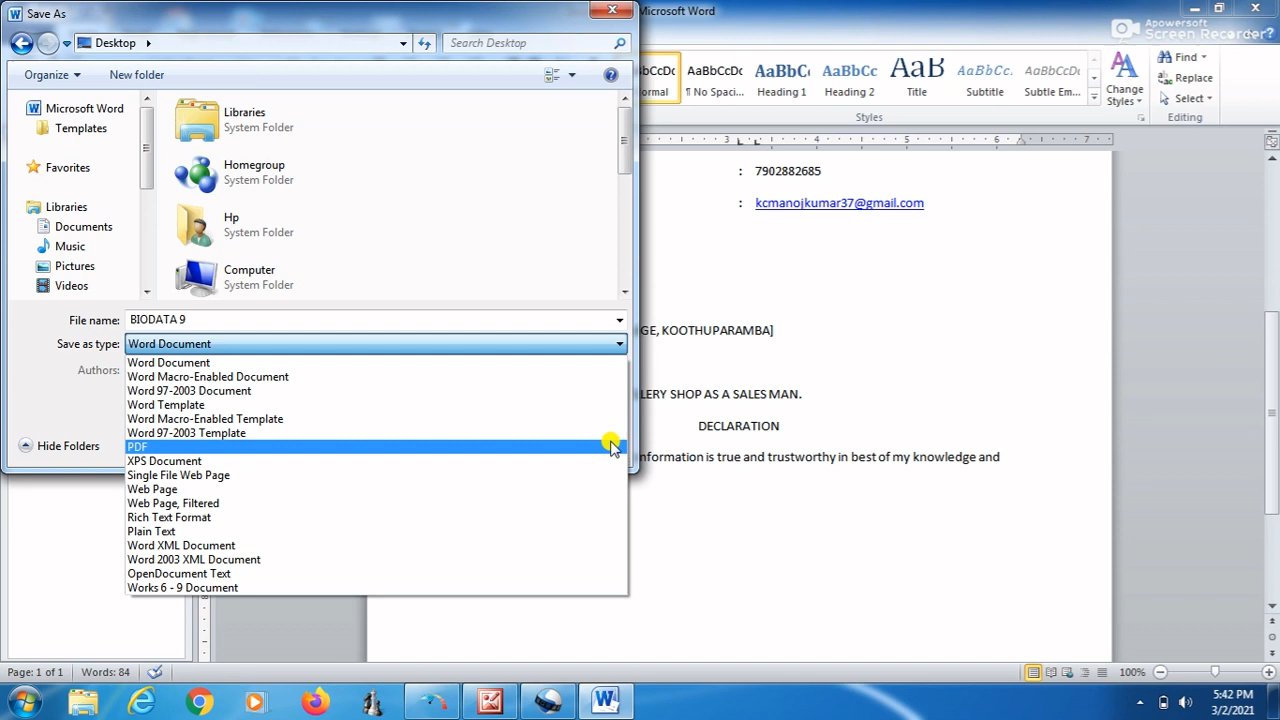 Save As
Microsoft Word
Apowersoft
Screen Recorder
Desktop
Search Desktop
Organize
New folder
Microsoft Word
Templates
Favorites
Libraries
Documents
Music
Pictures
Videos
Libraries
System Folder
Homegroup
System Folder
Hp
System Folder
Computer
System Folder
File name: BIODATA 9
Save as type: Word Document
Authors:
Hide Folders
Word Document
Word Macro-Enabled Document
Word 97-2003 Document
Word Template
Word Macro-Enabled Template
Word 97-2003 Template
PDF
XPS Document
Single File Web Page
Web Page
Web Page, Filtered
Rich Text Format
Plain Text
Word XML Document
Word 2003 XML Document
OpenDocument Text
Works 6 - 9 Document
AaBbCcDc AaBbC AaBbCc AaB AaBbCc. AaBbCcDc
¶ No Spaci... Heading 1 Heading 2 Title Subtitle Subtle Em...
Change
Styles
Find
Replace
Select
Styles
Editing
3 4 5 6 7
: 7902882685
: kcmanojkumar37@gmail.com
GE, KOOTHUPARAMBA]
LERY SHOP AS A SALES MAN.
DECLARATION
nformation is true and trustworthy in best of my knowledge and
Page: 1 of 1 Words: 84
100%
5:42 PM
3/2/2021